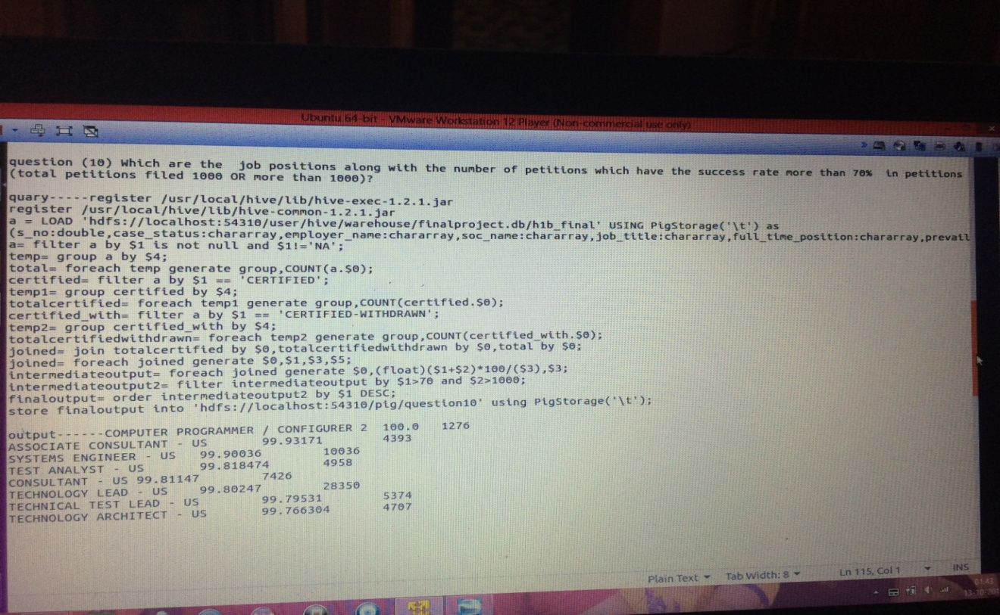 Ubuntu 64-bit - VMware Workstation 12 Player (Non-commercial use only)
question (10) Which are the  job positions along with the number of petitions which have the success rate more than 70%  in petitions
(total petitions filed 1000 OR more than 1000)?
quary-----register /usr/local/hive/lib/hive-exec-1.2.1.jar
register /usr/local/hive/lib/hive-common-1.2.1.jar
a = LOAD 'hdfs://localhost:54310/user/hive/warehouse/finalproject.db/h1b_final' USING PigStorage('\t') as
(s_no:double,case_status:chararray,employer_name:chararray,soc_name:chararray,job_title:chararray,full_time_position:chararray,prevail
a= filter a by $1 is not null and $1!='NA';
temp= group a by $4;
total= foreach temp generate group,COUNT(a.$0);
certified= filter a by $1 == 'CERTIFIED';
temp1= group certified by $4;
totalcertified= foreach temp1 generate group,COUNT(certified.$0);
certified_with= filter a by $1 == 'CERTIFIED-WITHDRAWN';
temp2= group certified_with by $4;
totalcertifiedwithdrawn= foreach temp2 generate group,COUNT(certified_with.$0);
joined= join totalcertified by $0,totalcertifiedwithdrawn by $0,total by $0;
joined= foreach joined generate $0,$1,$3,$5;
intermediateoutput= foreach joined generate $0,(float)($1+$2)*100/($3),$3;
intermediateoutput2= filter intermediateoutput by $1>70 and $2>1000;
finaloutput= order intermediateoutput2 by $1 DESC;
store finaloutput into 'hdfs://localhost:54310/pig/question10' using PigStorage('\t');
output------COMPUTER PROGRAMMER / CONFIGURER 2  100.0  1276
ASSOCIATE CONSULTANT - US  99.93171  4393
SYSTEMS ENGINEER - US  99.90036  10036
TEST ANALYST - US  99.818474  4958
CONSULTANT - US 99.81147  7426
TECHNOLOGY LEAD - US  99.80247  28350
TECHNICAL TEST LEAD - US  99.79531  5374
TECHNOLOGY ARCHITECT - US  99.766304  4707
Plain Text  Tab Width: 8  Ln 115, Col 1  INS
01:43